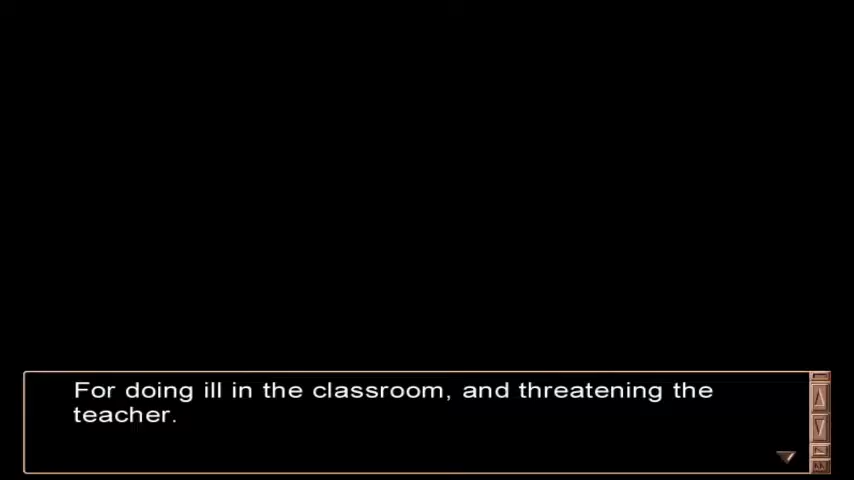 For doing ill in the classroom, and threatening the
teacher.